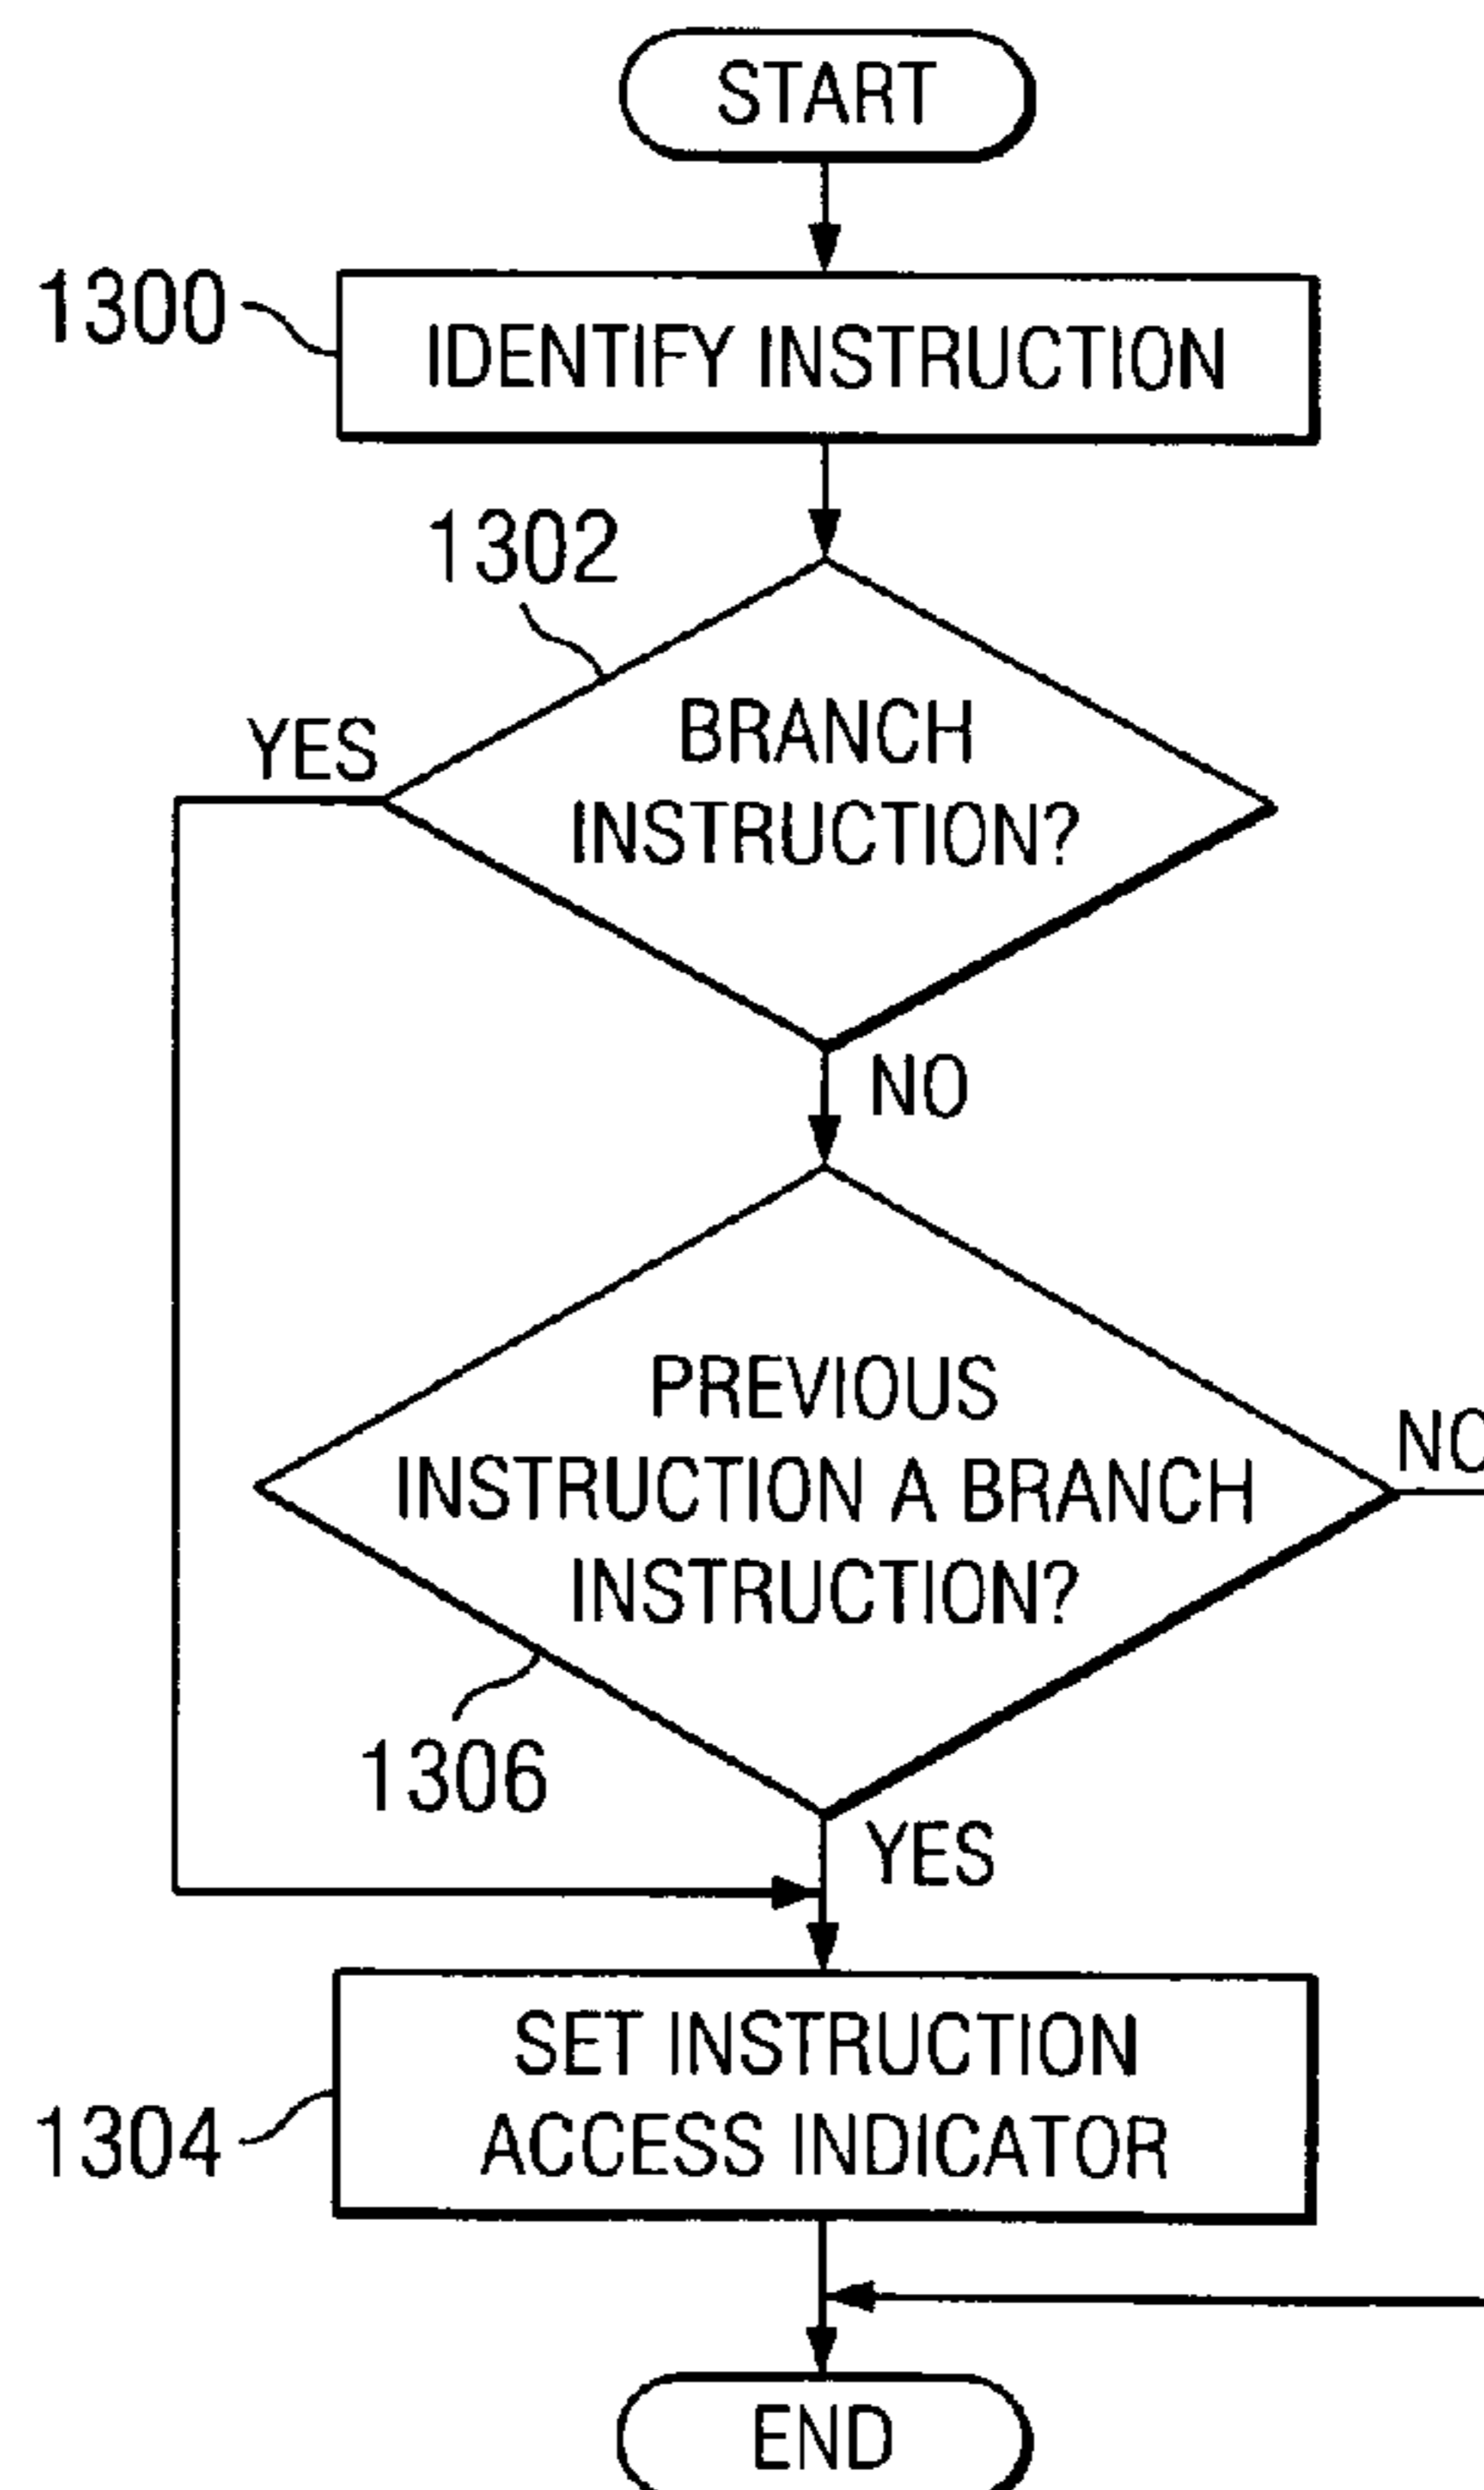 START
1300
IDENTIFY INSTRUCTION
1302
YES
BRANCH
INSTRUCTION?
NO
PREVIOUS
INSTRUCTION A BRANCH
INSTRUCTION?
NO
1306
YES
SET INSTRUCTION
ACCESS INDICATOR
1304
END